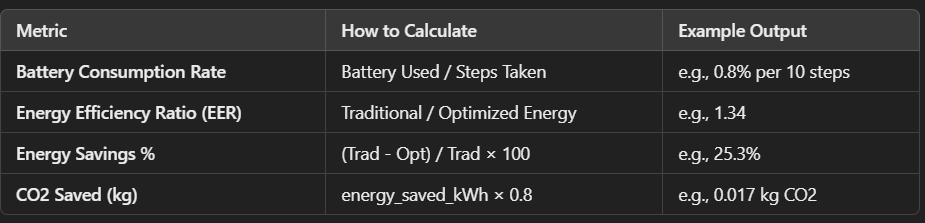 Metric How to Calculate Example Output
Battery Consumption Rate Battery Used / Steps Taken e.g., 0.8% per 10 steps
Energy Efficiency Ratio (EER) Traditional / Optimized Energy e.g., 1.34
Energy Savings % (Trad - Opt) / Trad × 100 e.g., 25.3%
CO2 Saved (kg) energy_saved_kWh × 0.8 e.g., 0.017 kg CO2